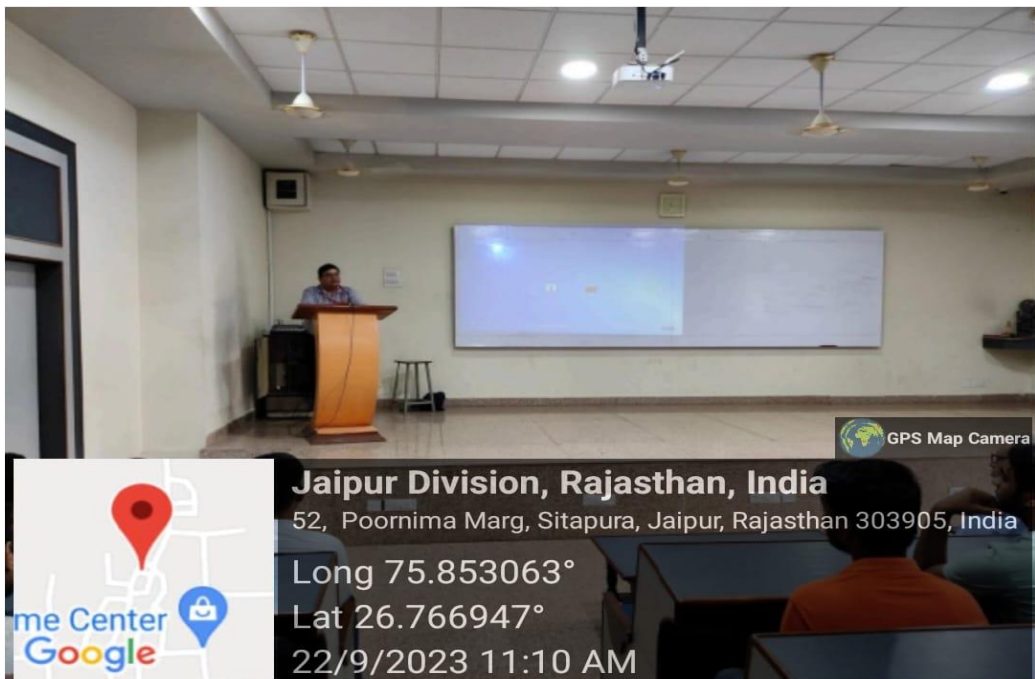 GPS Map Camera
Jaipur Division, Rajasthan, India
52, Poornima Marg, Sitapura, Jaipur, Rajasthan 303905, India
Long 75.853063°
Lat 26.766947°
22/9/2023 11:10 AM
me Center
Google